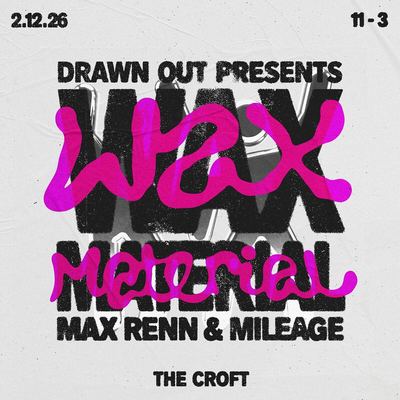 2.12.26
11 - 3
DRAWN OUT PRESENTS
WAX
Wax
MATERIAL
Material
MAX RENN & MILEAGE
THE CROFT